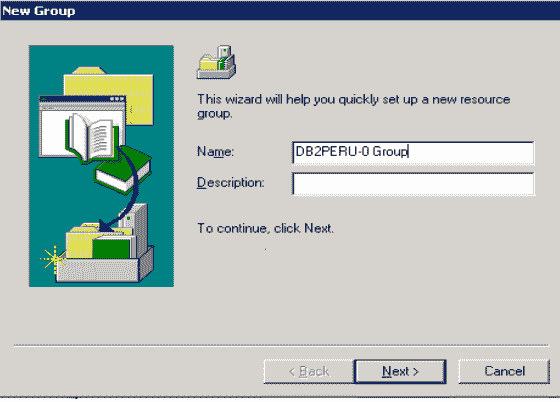 New Group
This wizard will help you quickly set up a new resource
group.
Name:
DB2PERU-0 Group
Description:
To continue, click Next.
< Back
Next >
Cancel